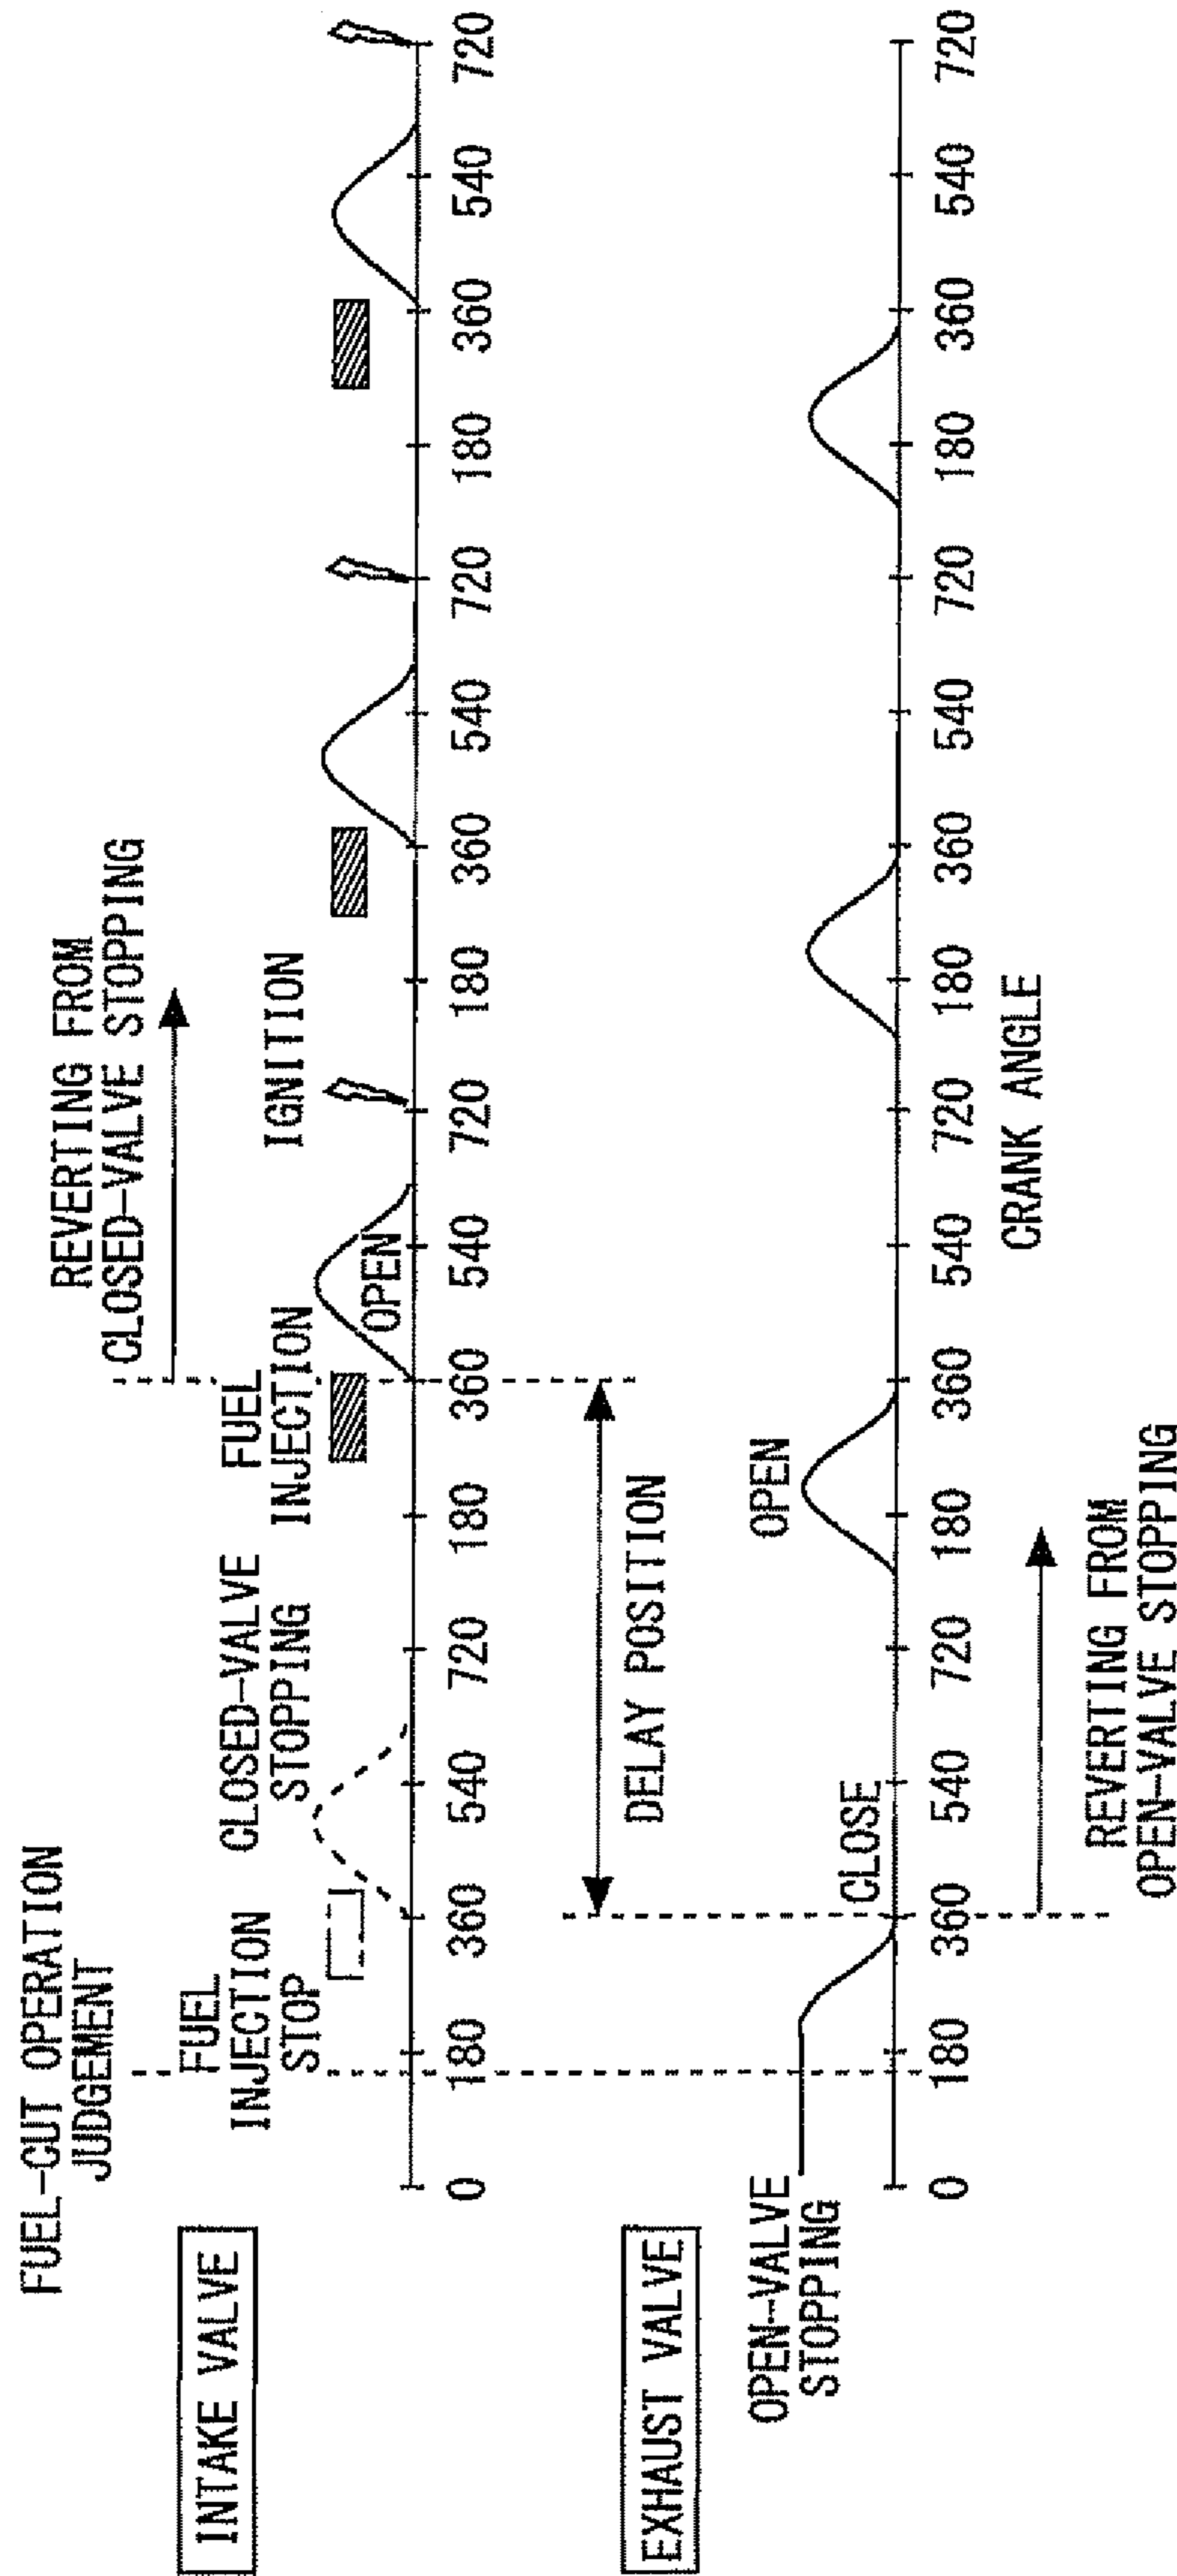 FUEL-CUT OPERATION
JUDGEMENT
REVERTING FROM
CLOSED-VALVE STOPPING
INTAKE VALVE
FUEL
INJECTION
STOP
CLOSED-VALVE
STOPPING
FUEL
INJECTION
IGNITION
OPEN
0 180 360 540 720 180 360 540 720 180 360 540 720 180 360 540 720
DELAY POSITION
EXHAUST VALVE
OPEN-VALVE
STOPPING
CLOSE
OPEN
0 180 360 540 720 180 360 540 720 180 360 540 720 180 360 540 720
CRANK ANGLE
REVERTING FROM
OPEN-VALVE STOPPING